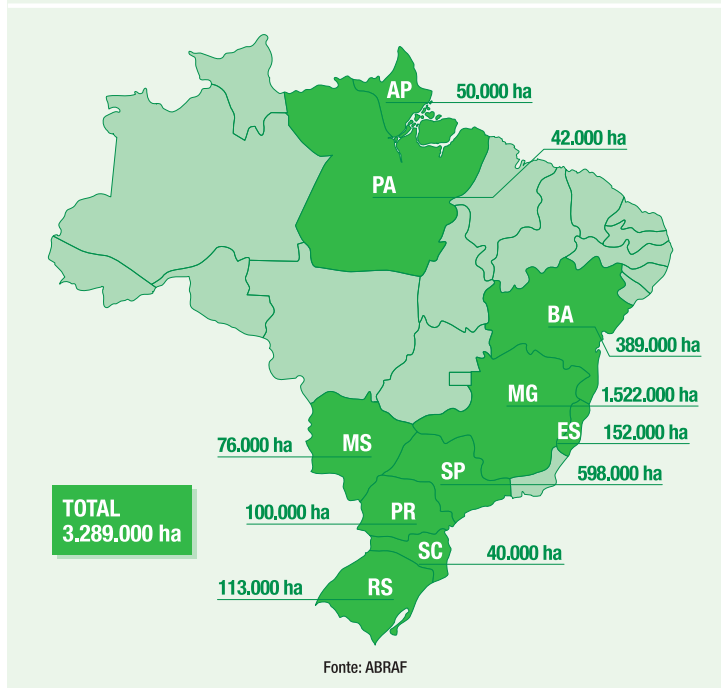 AP
50.000 ha
42.000 ha
PA
BA
389.000 ha
MG
1.522.000 ha
ES
152.000 ha
MS
76.000 ha
SP
598.000 ha
TOTAL
3.289.000 ha
PR
100.000 ha
SC
40.000 ha
RS
113.000 ha
Fonte: ABRAF